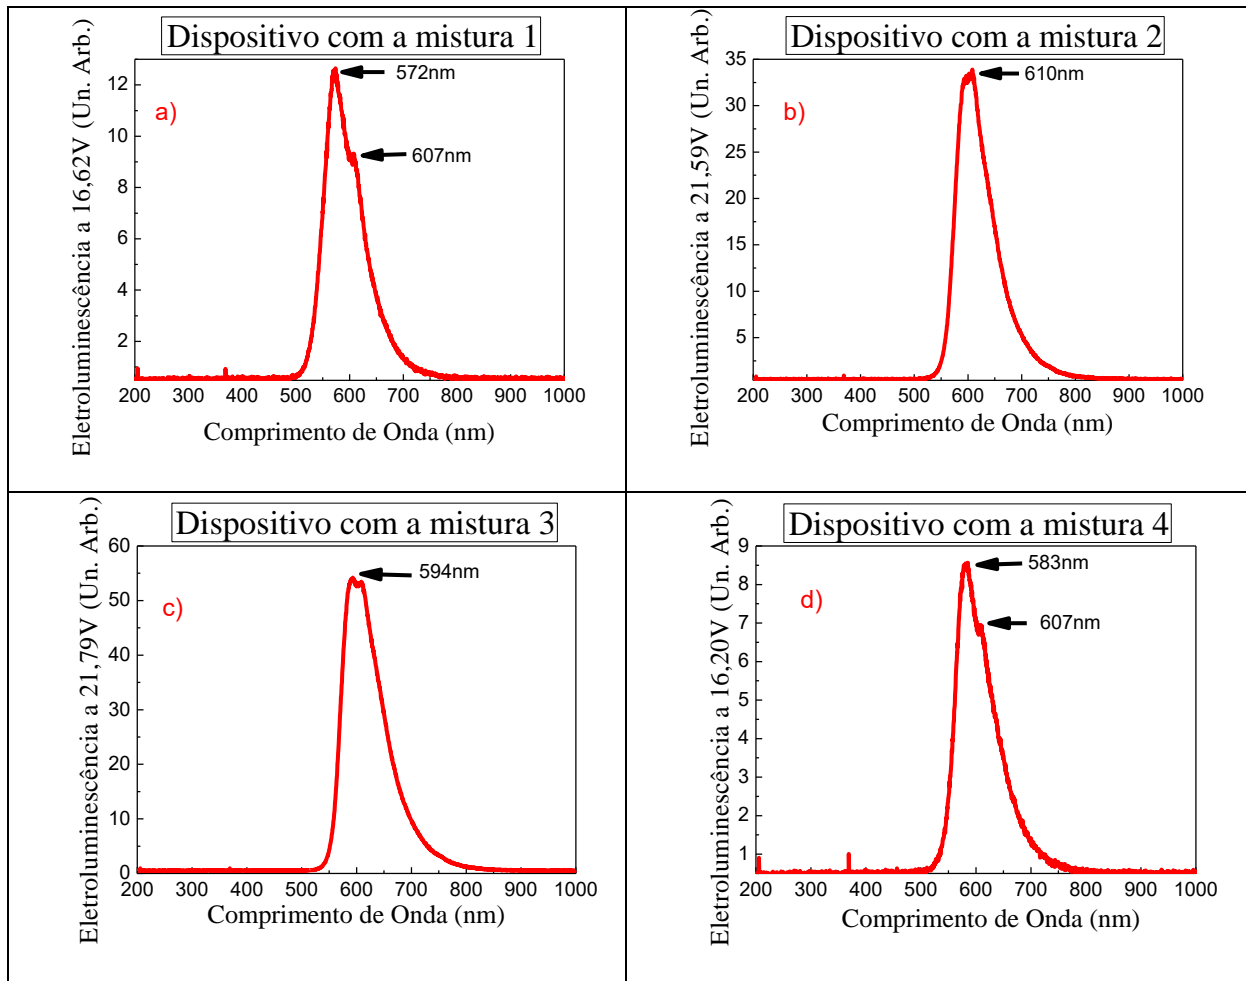 Dispositivo com a mistura 1
a)
572nm
607nm
Eletroluminescência a 16,62V (Un. Arb.)
12
10
8
6
4
2
200 300 400 500 600 700 800 900 1000
Comprimento de Onda (nm)
Dispositivo com a mistura 2
b)
610nm
Eletroluminescência a 21,59V (Un. Arb.)
35
30
25
20
15
10
5
200 300 400 500 600 700 800 900 1000
Comprimento de Onda (nm)
Dispositivo com a mistura 3
c)
594nm
Eletroluminescência a 21,79V (Un. Arb.)
60
50
40
30
20
10
0
200 300 400 500 600 700 800 900 1000
Comprimento de Onda (nm)
Dispositivo com a mistura 4
d)
583nm
607nm
Eletroluminescência a 16,20V (Un. Arb.)
9
8
7
6
5
4
3
2
1
200 300 400 500 600 700 800 900 1000
Comprimento de Onda (nm)